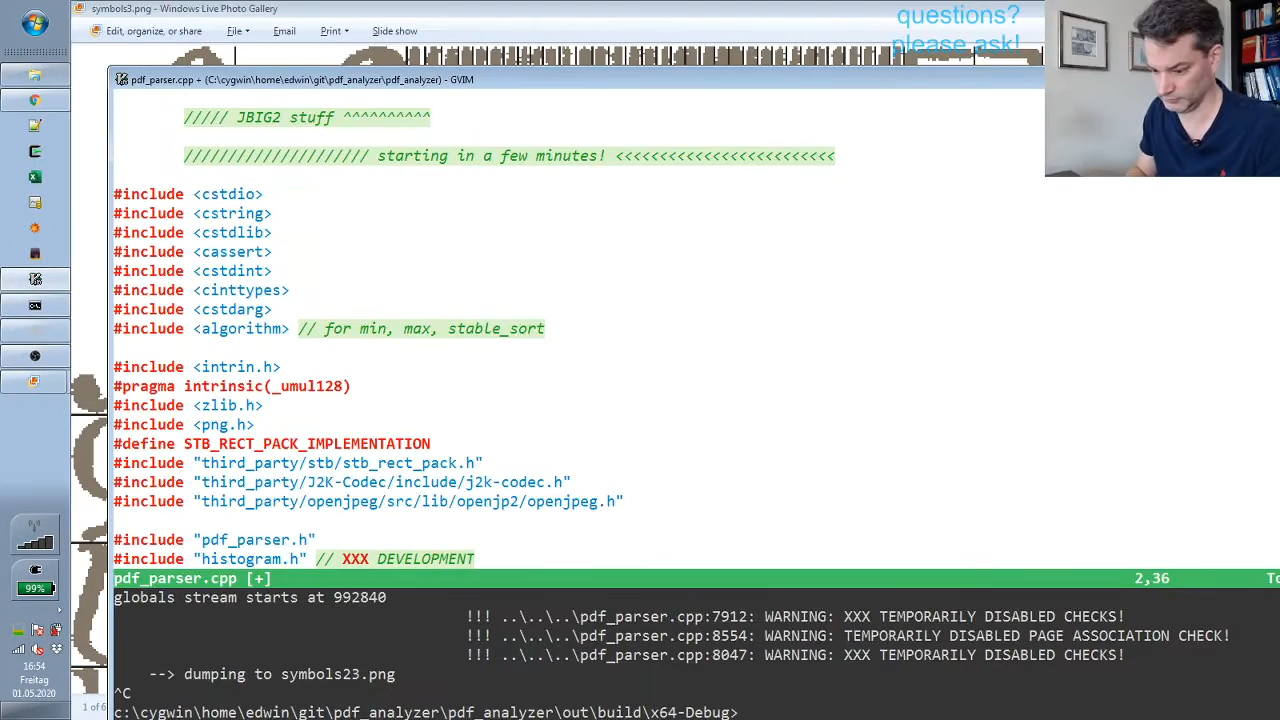 symbols3.png - Windows Live Photo Gallery
Edit, organize, or share File Email Print Slide show
questions?
please ask!
pdf_parser.cpp + (C:\cygwin\home\edwin\git\pdf_analyzer\pdf_analyzer) - GVIM
///// JBIG2 stuff ^^^^^^^^^^
///////////////////// starting in a few minutes! <<<<<<<<<<<<<<<<<<<<<<<<<
#include <cstdio>
#include <cstring>
#include <cstdlib>
#include <cassert>
#include <cstdint>
#include <cinttypes>
#include <cstdarg>
#include <algorithm> // for min, max, stable_sort
#include <intrin.h>
#pragma intrinsic(_umul128)
#include <zlib.h>
#include <png.h>
#define STB_RECT_PACK_IMPLEMENTATION
#include "third_party/stb/stb_rect_pack.h"
#include "third_party/J2K-Codec/include/j2k-codec.h"
#include "third_party/openjpeg/src/lib/openjp2/openjpeg.h"
#include "pdf_parser.h"
#include "histogram.h" // XXX DEVELOPMENT
pdf_parser.cpp [+] 2,36 To
globals stream starts at 992840
!!! ..\..\..\pdf_parser.cpp:7912: WARNING: XXX TEMPORARILY DISABLED CHECKS!
!!! ..\..\..\pdf_parser.cpp:8554: WARNING: TEMPORARILY DISABLED PAGE ASSOCIATION CHECK!
!!! ..\..\..\pdf_parser.cpp:8047: WARNING: XXX TEMPORARILY DISABLED CHECKS!
--> dumping to symbols23.png
^C
c:\cygwin\home\edwin\git\pdf_analyzer\pdf_analyzer\out\build\x64-Debug>
99%
16:54
Freitag
01.05.2020
1 of 6